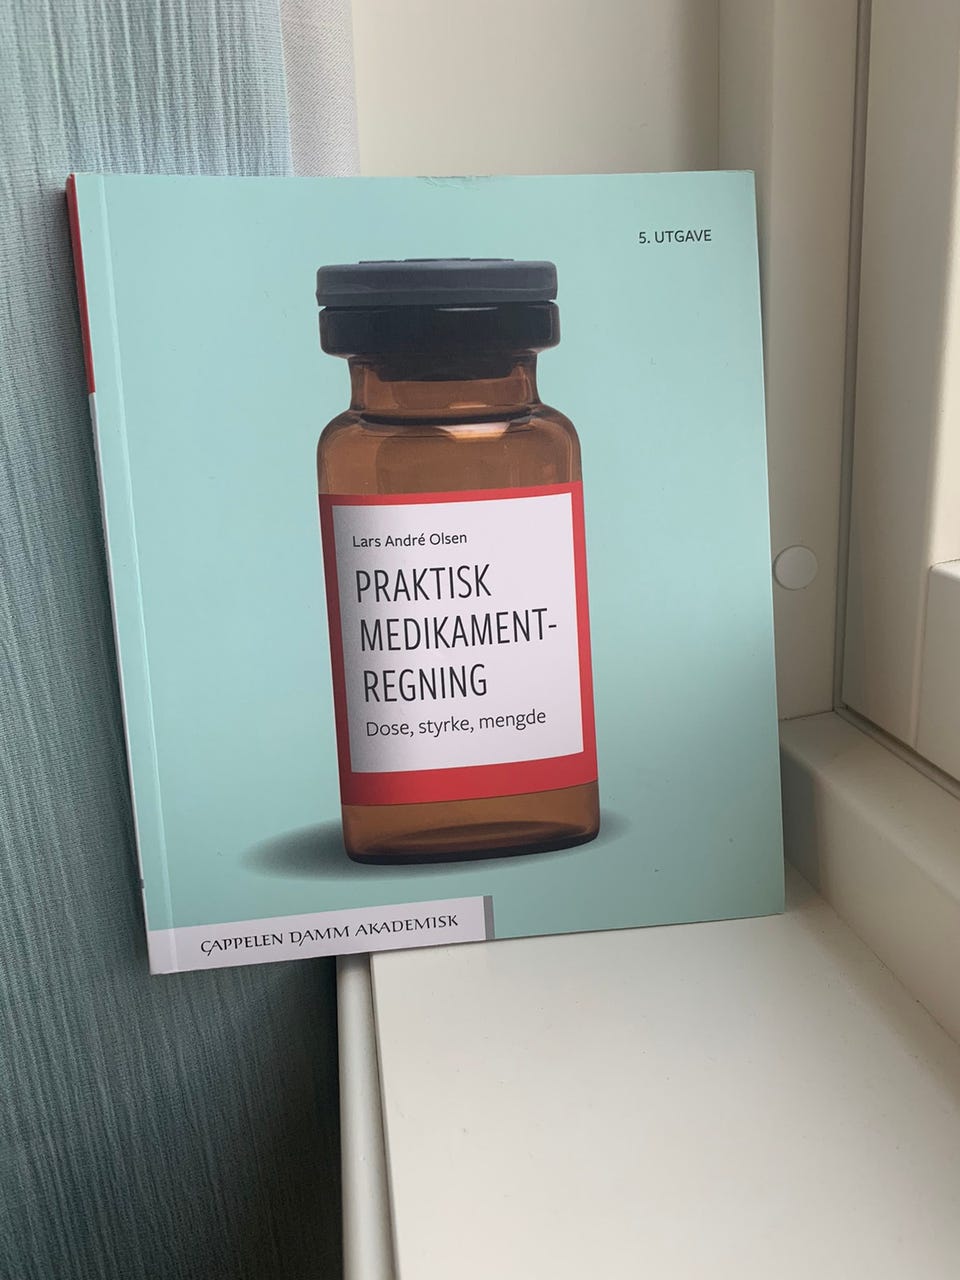 5. UTGAVE
Lars André Olsen
PRAKTISK
MEDIKAMENT-
REGNING
Dose, styrke, mengde
CAPPELEN DAMM AKADEMISK